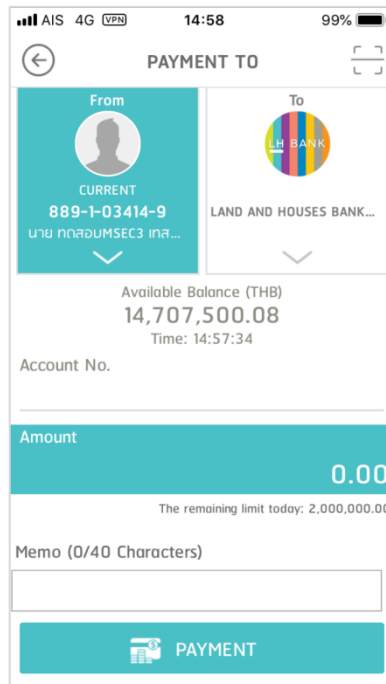 AIS 4G VPN 14:58 99%
PAYMENT TO
From
CURRENT
889-1-03414-9
นาย ทดสอบMSEC3 เทส...
To
LH BANK
LAND AND HOUSES BANK...
Available Balance (THB)
14,707,500.08
Time: 14:57:34
Account No.
Amount
0.00
The remaining limit today: 2,000,000.00
Memo (0/40 Characters)
PAYMENT